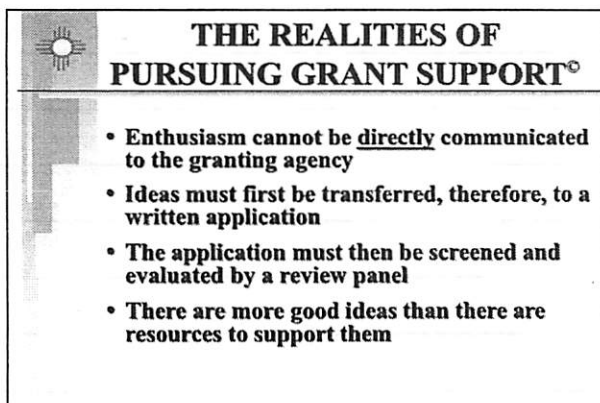 THE REALITIES OF
PURSUING GRANT SUPPORT©
• Enthusiasm cannot be directly communicated
to the granting agency
• Ideas must first be transferred, therefore, to a
written application
• The application must then be screened and
evaluated by a review panel
• There are more good ideas than there are
resources to support them